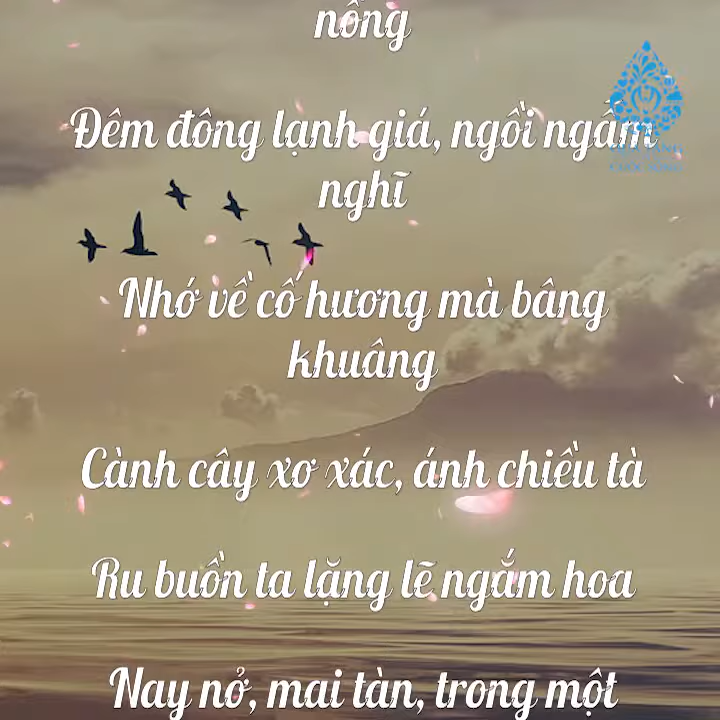 nồng
Đêm đông lạnh giá, ngồi ngẫm
nghĩ
Nhớ về cố hương mà bâng
khuâng
Cành cây xơ xác, ánh chiều tà
Ru buồn ta lặng lẽ ngắm hoa
Nay nở, mai tàn, trong một